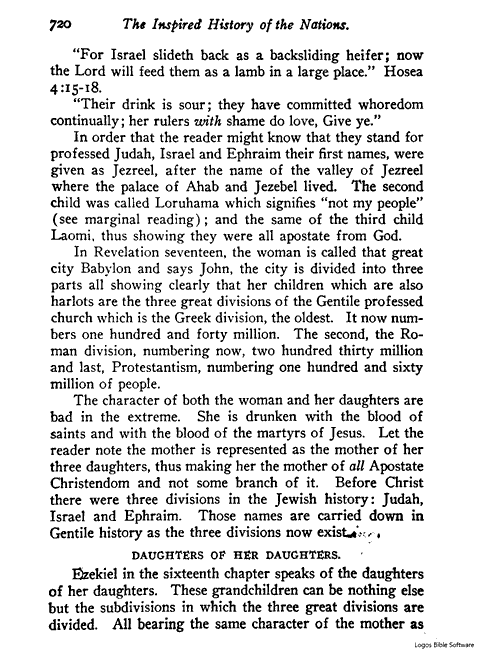 720 The Inspired History of the Nations.
"For Israel slideth back as a backsliding heifer; now
the Lord will feed them as a lamb in a large place." Hosea
4:15-18.
"Their drink is sour; they have committed whoredom
continually; her rulers with shame do love, Give ye."
In order that the reader might know that they stand for
professed Judah, Israel and Ephraim their first names, were
given as Jezreel, after the name of the valley of Jezreel
where the palace of Ahab and Jezebel lived. The second
child was called Loruhama which signifies "not my people"
(see marginal reading); and the same of the third child
Laomi, thus showing they were all apostate from God.
In Revelation seventeen, the woman is called that great
city Babylon and says John, the city is divided into three
parts all showing clearly that her children which are also
harlots are the three great divisions of the Gentile professed
church which is the Greek division, the oldest. It now num-
bers one hundred and forty million. The second, the Ro-
man division, numbering now, two hundred thirty million
and last, Protestantism, numbering one hundred and sixty
million of people.
The character of both the woman and her daughters are
bad in the extreme. She is drunken with the blood of
saints and with the blood of the martyrs of Jesus. Let the
reader note the mother is represented as the mother of her
three daughters, thus making her the mother of all Apostate
Christendom and not some branch of it. Before Christ
there were three divisions in the Jewish history: Judah,
Israel and Ephraim. Those names are carried down in
Gentile history as the three divisions now exist
DAUGHTERS OF HER DAUGHTERS.
Ezekiel in the sixteenth chapter speaks of the daughters
of her daughters. These grandchildren can be nothing else
but the subdivisions in which the three great divisions are
divided. All bearing the same character of the mother as
Logos Bible Software